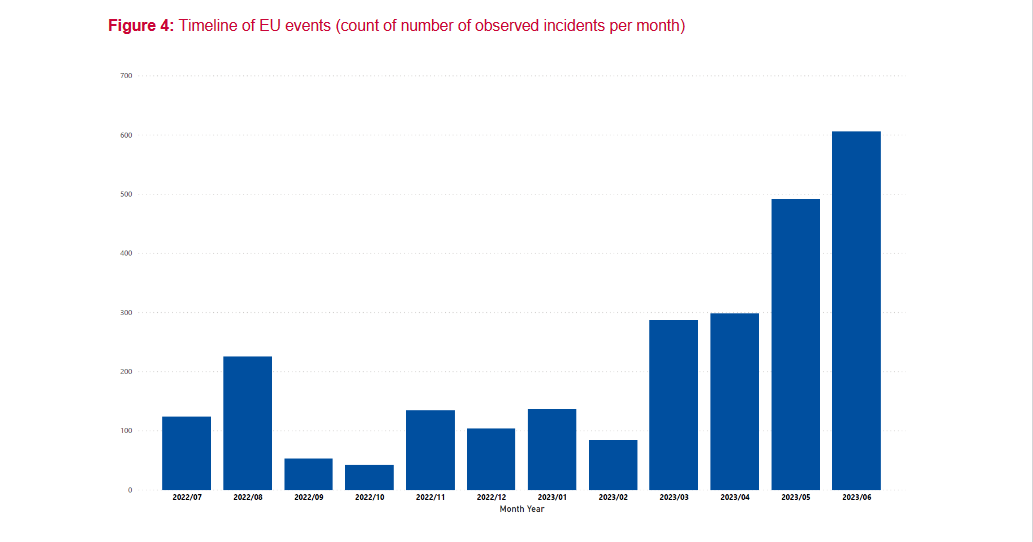 Figure 4: Timeline of EU events (count of number of observed incidents per month)
700
600
500
400
300
200
100
0
2022/07 2022/08 2022/09 2022/10 2022/11 2022/12 2023/01 2023/02 2023/03 2023/04 2023/05 2023/06
Month Year